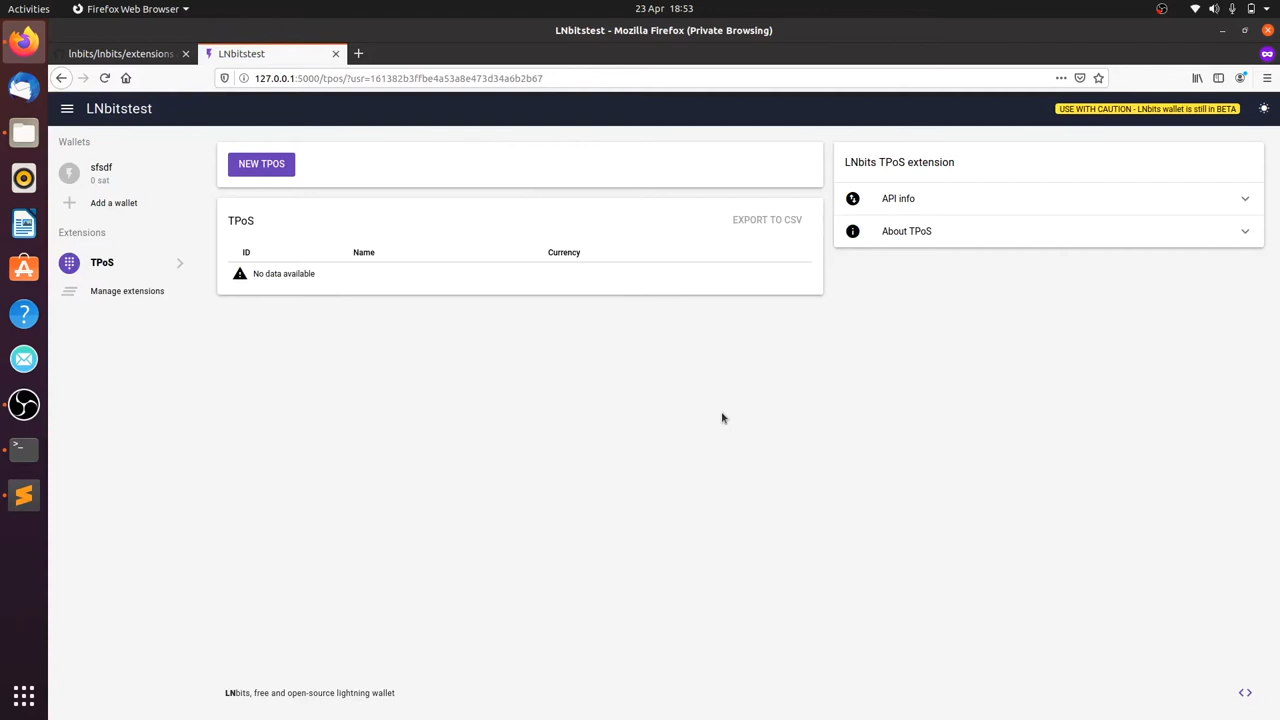 Activities
Firefox Web Browser
23 Apr 18:53
LNbitstest - Mozilla Firefox (Private Browsing)
lnbits/lnbits/extensions
LNbitstest
127.0.0.1:5000/tpos/?usr=161382b3ffbe4a53a8e473d34a6b2b67
LNbitstest
USE WITH CAUTION - LNbits wallet is still in BETA
Wallets
sfsdf
0 sat
Add a wallet
Extensions
TPoS
Manage extensions
NEW TPOS
TPoS
EXPORT TO CSV
ID Name Currency
No data available
LNbits TPoS extension
API info
About TPoS
LNbits, free and open-source lightning wallet